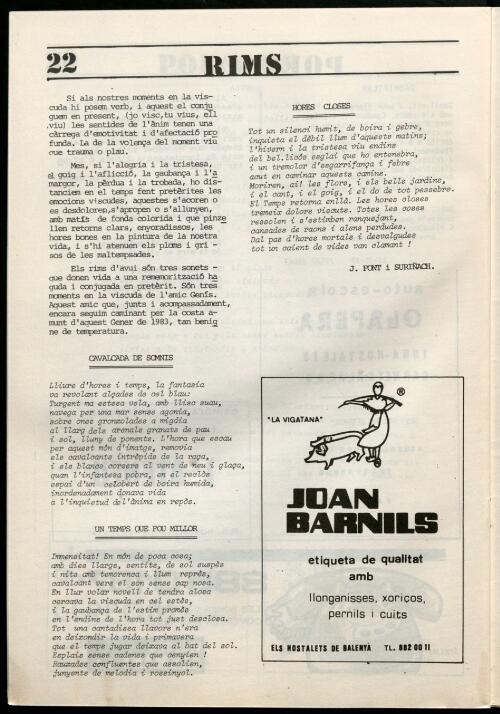 22
RIMS
Si als nostres moments en la vis-
cuda hi posem verb, i aquest el conju
guem en present, (jo visc, tu vius, ell
viu) les sentides de l'ànim tenen una
càrrega d'emotivitat i d'afectació pro
funda. La de la volença del moment viu
que trauma o plau.
Mes, si l'alegria i la tristesa,
el goig i l'aflicció, la gaubança i l'a
margor, la pèrdua i la trobada, ho dis-
tanciem en el temps fent pretèrites les
emocions viscudes, aquestes s'acoren o
es desdoloren, s'apropen o s'allunyen,
amb matís de fonda colorida i que pinze
llen retorns clars, enyoradissos, les
hores bones en la pintura de la nostra
vida, i s'hi atenuen els ploms i gri-
sos de les maltempsades.
Els rims d'avui són tres sonets -
que donen vida a una rememorització ha
guda i conjugada en pretèrit. Són tres
moments en la viscuda de l'amic Genís.
Aquest amic que, junts i acompassadament,
encara seguim caminant per la costa a-
munt d'aquest Gener de 1983, tan benig
ne de temperatura.
CAVALCADA DE SOMNIS
Lliure d'hores i temps, la fantasia
va revolant alçades de cel blau:
Turgent ma estesa vela, amb llisc suau,
navega per una mar sense agonia,
sobre ones gronzolades a migdia
al llarg dels arenals granats de pau
i sol, lluny de ponents. L'hora que escau
per aquest món d'imatge, removia
els cavalcants intrèpids de la raça,
i els blancs corsers al vent de neu i glaça,
quan l'infantesa pobra, en el reclòs
espai d'un celobert de boira humida,
inordenadament donava vida
a l'inquietud de l'ànima en repòs.
UN TEMPS QUE FOU MILLOR
Immensitat! En món de poca cosa;
amb dies llargs, sentits, de sol suspès
i nits amb temorenca i llum reprès,
cavalcant vers el son sense cap nosa.
En llur volar novell de tendra alosa
cercava la viscuda en cel estès,
i la gaubança de l'estim promès
en l'endins de l'hora tot just desclosa.
Tot una cantadissa llavors n'era
en deixondir la vida i primavera
que el temps jugar deixava al bat del sol.
Esplais sense cadenes que cenyien !
Rauxades confluentes que assolien,
junyents de melodia i rossinyol.
HORES CLOSES
Tot un silenci humit, de boira i gebre,
inquieta el dèbil llum d'aquests matins;
l'hivern i la tristesa viu endins
del bel.licós seglai que ho entenebra,
i un tremolor d'esgarrifança i febre
acut en caminar aquests camins.
Moriren, ai! les flors, i els bells jardins,
i el cant, i el goig, i el do de tot pessebre.
El Temps retorna enllà. Les hores closes
tremeix dolors viscuts. Totes les coses
ressolen i s'estimben ronquejant,
cansades de raons i alens perdudes.
Dal pas d'hores mortals i desvalgudes
tot un caient de vides van clamant !
J. FONT i SURIÑACH.
®
"LA VIGATANA"
JOAN
BARNILS
etiqueta de qualitat
amb
llonganisses, xoriços,
pernils i cuits
ELS HOSTALETS DE BALENYÀ TL. 882 00 11